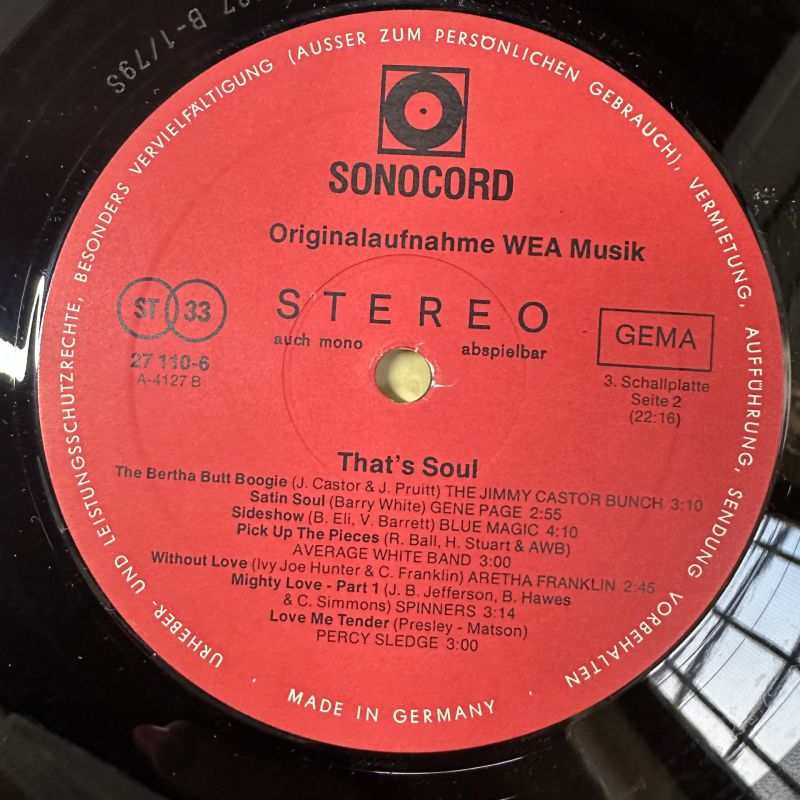 B-1/79S
URHEBER- UND LEISTUNGSSCHUTZRECHTE, BESONDERS VERVIELFÄLTIGUNG (AUSSER ZUM PERSÖNLICHEN GEBRAUCH), VERMIETUNG, AUFFÜHRUNG, SENDUNG VORBEHALTEN
SONOCORD
Originalaufnahme WEA Musik
ST 33
STEREO
auch mono abspielbar
GEMA
27 110-6
A-4127 B
3. Schallplatte
Seite 2
(22:16)
That's Soul
The Bertha Butt Boogie (J. Castor & J. Pruitt) THE JIMMY CASTOR BUNCH 3:10
Satin Soul (Barry White) GENE PAGE 2:55
Sideshow (B. Eli, V. Barrett) BLUE MAGIC 4:10
Pick Up The Pieces (R. Ball, H. Stuart & AWB)
AVERAGE WHITE BAND 3:00
Without Love (Ivy Joe Hunter & C. Franklin) ARETHA FRANKLIN 2:45
Mighty Love - Part 1 (J. B. Jefferson, B. Hawes
& C. Simmons) SPINNERS 3:14
Love Me Tender (Presley - Matson)
PERCY SLEDGE 3:00
· MADE IN GERMANY ·